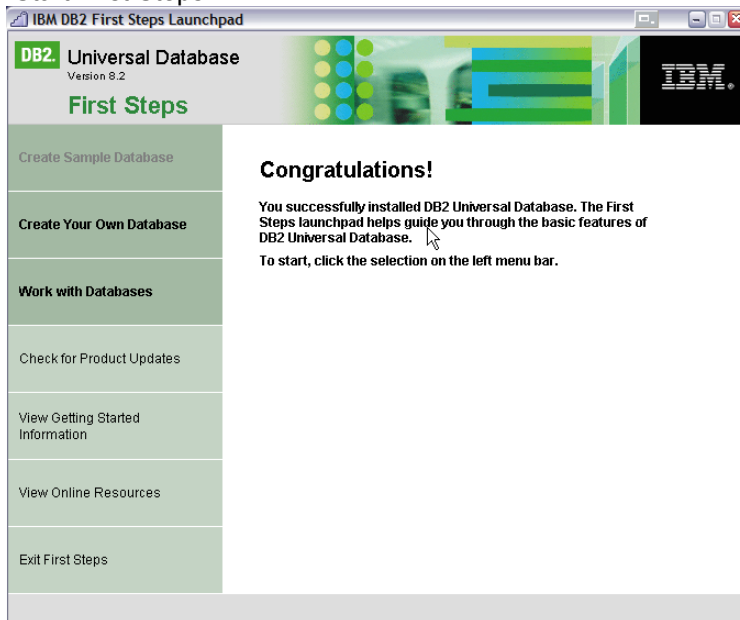 IBM DB2 First Steps Launchpad
DB2. Universal Database
Version 8.2
First Steps
IBM.
Create Sample Database
Create Your Own Database
Work with Databases
Check for Product Updates
View Getting Started
Information
View Online Resources
Exit First Steps
Congratulations!
You successfully installed DB2 Universal Database. The First
Steps launchpad helps guide you through the basic features of
DB2 Universal Database.
To start, click the selection on the left menu bar.